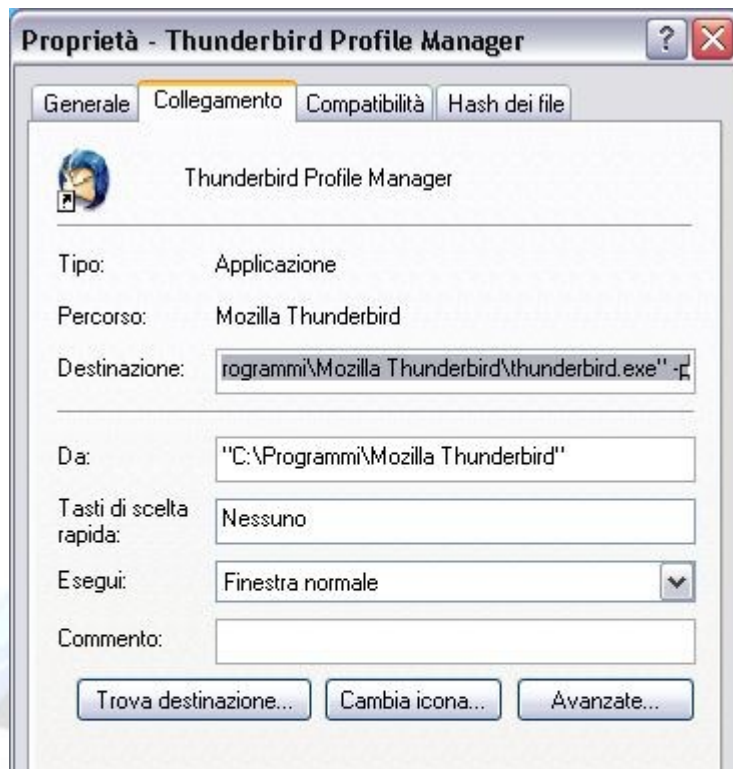 Proprietà - Thunderbird Profile Manager
Generale Collegamento Compatibilità Hash dei file
Thunderbird Profile Manager
Tipo: Applicazione
Percorso: Mozilla Thunderbird
Destinazione: rogrammi\Mozilla Thunderbird\thunderbird.exe" -p
Da: "C:\Programmi\Mozilla Thunderbird"
Tasti di scelta
rapida: Nessuno
Esegui: Finestra normale
Commento:
Trova destinazione... Cambia icona... Avanzate...